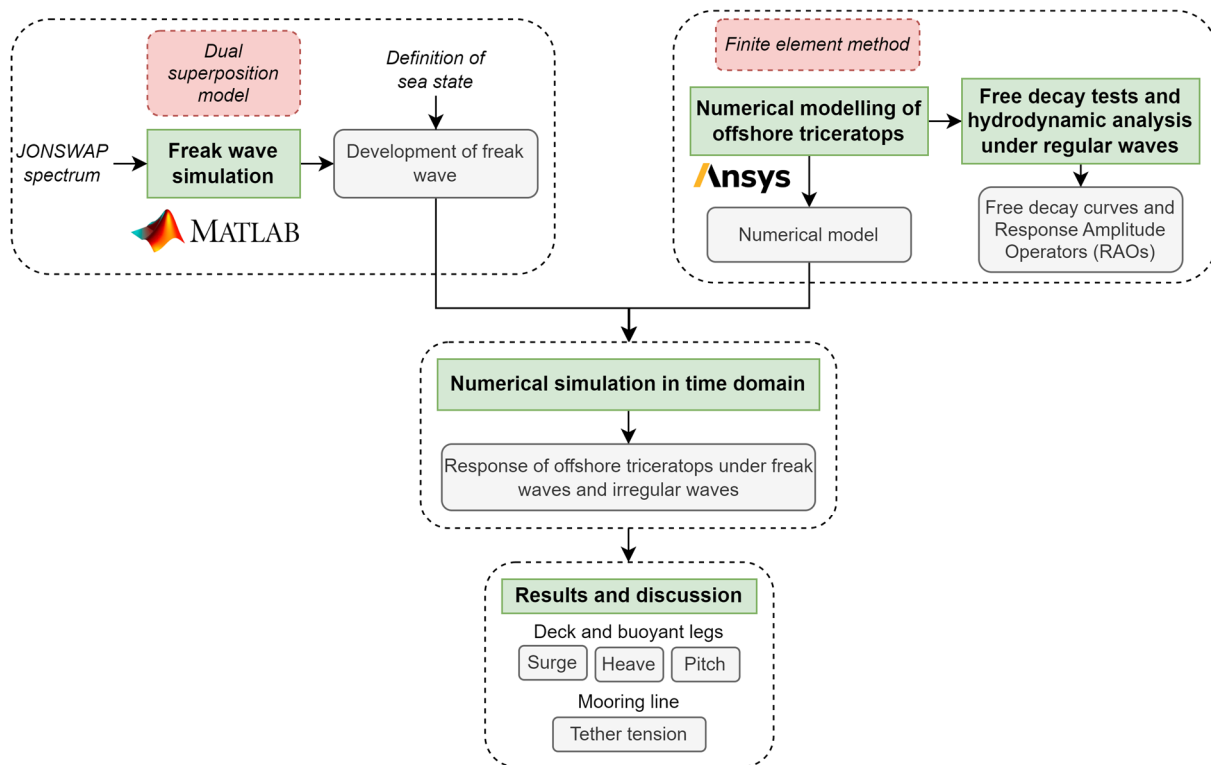 Dual
superposition
model
Definition of
sea state
JONSWAP
spectrum
Freak wave
simulation
Development of freak
wave
MATLAB
Finite element method
Numerical modelling of
offshore triceratops
Free decay tests and
hydrodynamic analysis
under regular waves
Ansys
Numerical model
Free decay curves and
Response Amplitude
Operators (RAOs)
Numerical simulation in time domain
Response of offshore triceratops under freak
waves and irregular waves
Results and discussion
Deck and buoyant legs
Surge
Heave
Pitch
Mooring line
Tether tension